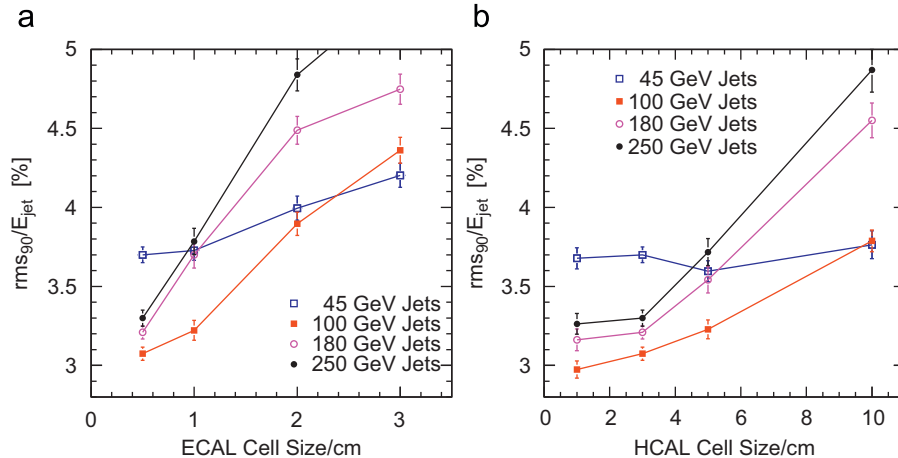 a
5
4.5
4
3.5
3
rms90/Ejet [%]
45 GeV Jets
100 GeV Jets
180 GeV Jets
250 GeV Jets
0 1 2 3
ECAL Cell Size/cm
b
5
4.5
4
3.5
3
rms90/Ejet [%]
45 GeV Jets
100 GeV Jets
180 GeV Jets
250 GeV Jets
0 2 4 6 8 10
HCAL Cell Size/cm